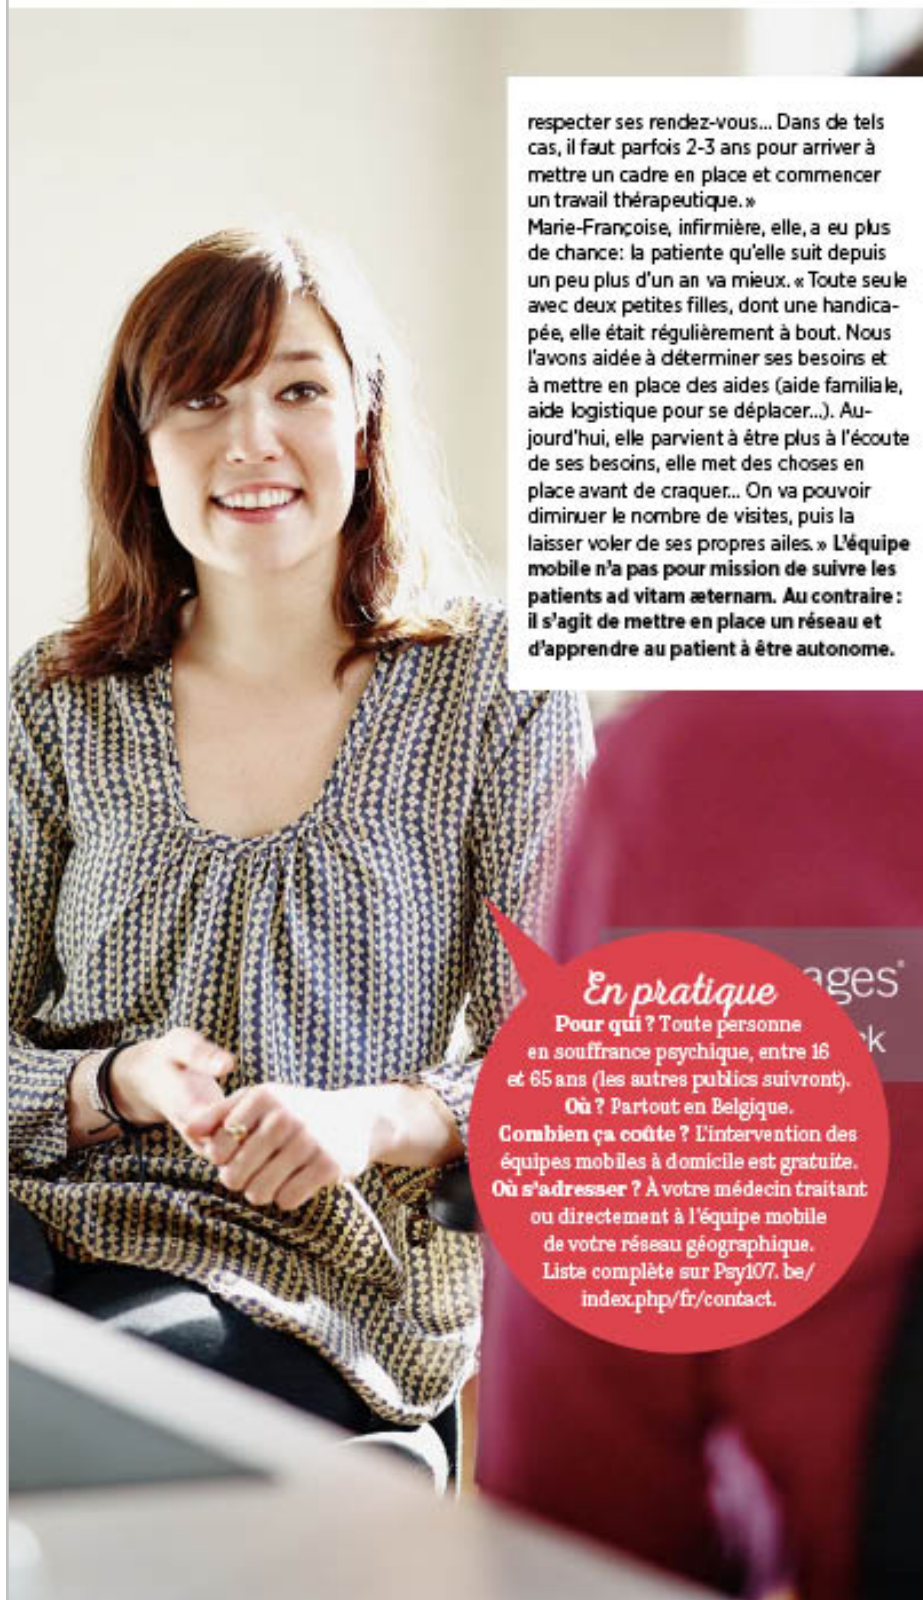 respecter ses rendez-vous... Dans de tels
cas, il faut parfois 2-3 ans pour arriver à
mettre un cadre en place et commencer
un travail thérapeutique. »
Marie-Françoise, infirmière, elle, a eu plus
de chance: la patiente qu'elle suit depuis
un peu plus d'un an va mieux. « Toute seule
avec deux petites filles, dont une handica-
pée, elle était régulièrement à bout. Nous
l'avons aidée à déterminer ses besoins et
à mettre en place des aides (aide familiale,
aide logistique pour se déplacer...). Au-
jourd'hui, elle parvient à être plus à l'écoute
de ses besoins, elle met des choses en
place avant de craquer... On va pouvoir
diminuer le nombre de visites, puis la
laisser voler de ses propres ailes. » L'équipe
mobile n'a pas pour mission de suivre les
patients ad vitam æternam. Au contraire :
il s'agit de mettre en place un réseau et
d'apprendre au patient à être autonome.
En pratique
Pour qui ? Toute personne
en souffrance psychique, entre 16
et 65 ans (les autres publics suivront).
Où ? Partout en Belgique.
Combien ça coûte ? L'intervention des
équipes mobiles à domicile est gratuite.
Où s'adresser ? À votre médecin traitant
ou directement à l'équipe mobile
de votre réseau géographique.
Liste complète sur Psy107. be/
index.php/fr/contact.